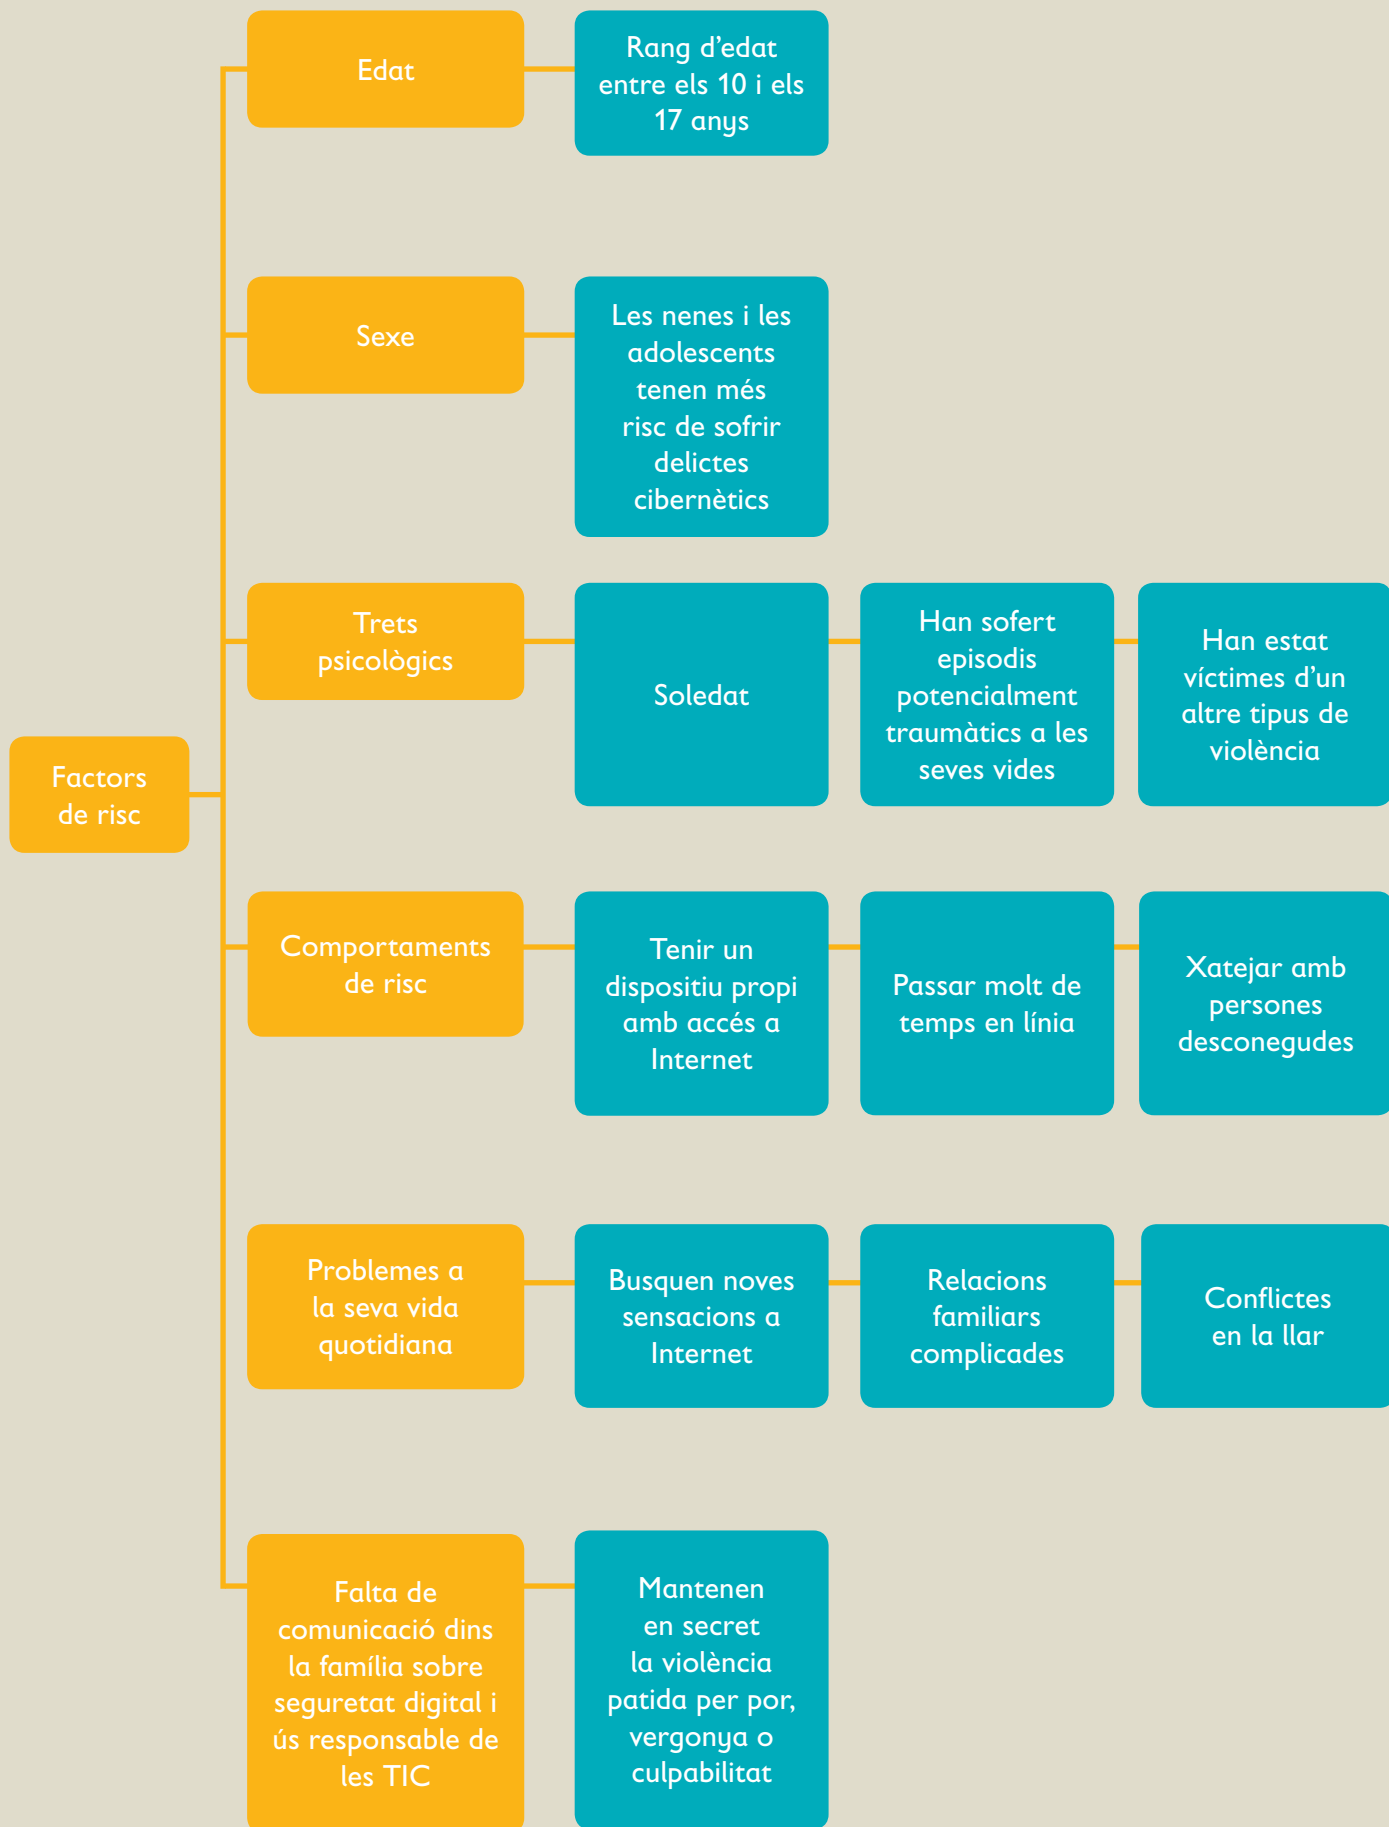 Edat
Rang d’edat
entre els 10 i els
17 anys
Sexe
Les nenes i les
adolescents
tenen més
risc de sofrir
delictes
cibernètics
Trets
psicològics
Soledat
Han sofert
episodis
potencialment
traumàtics a les
seves vides
Han estat
víctimes d’un
altre tipus de
violència
Factors
de risc
Comportaments
de risc
Tenir un
dispositiu propi
amb accés a
Internet
Passar molt de
temps en línia
Xatejar amb
persones
desconegudes
Problemes a
la seva vida
quotidiana
Busquen noves
sensacions a
Internet
Relacions
familiars
complicades
Conflictes
en la llar
Falta de
comunicació dins
la família sobre
seguretat digital i
ús responsable de
les TIC
Mantenen
en secret
la violència
patida per por,
vergonya o
culpabilitat